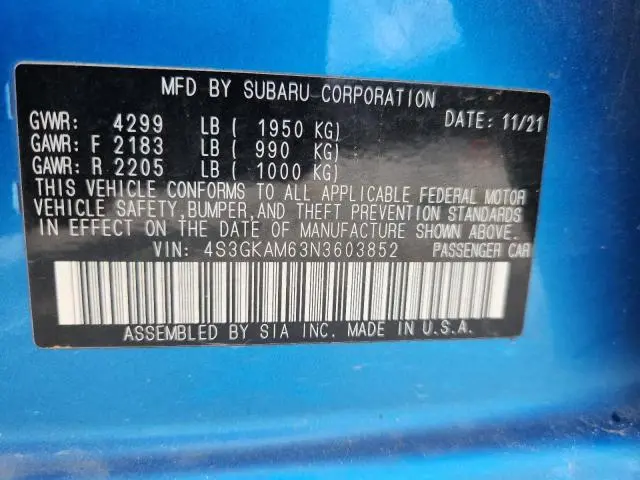 MFD BY SUBARU CORPORATION
GVWR: 4299 LB ( 1950 KG) DATE: 11/21
GAWR: F 2183 LB ( 990 KG)
GAWR: R 2205 LB ( 1000 KG)
THIS VEHICLE CONFORMS TO ALL APPLICABLE FEDERAL MOTOR
VEHICLE SAFETY, BUMPER, AND THEFT PREVENTION STANDARDS
IN EFFECT ON THE DATE OF MANUFACTURE SHOWN ABOVE.
VIN: 4S3GKAM63N3603852 PASSENGER CAR
ASSEMBLED BY SIA INC. MADE IN U.S.A.